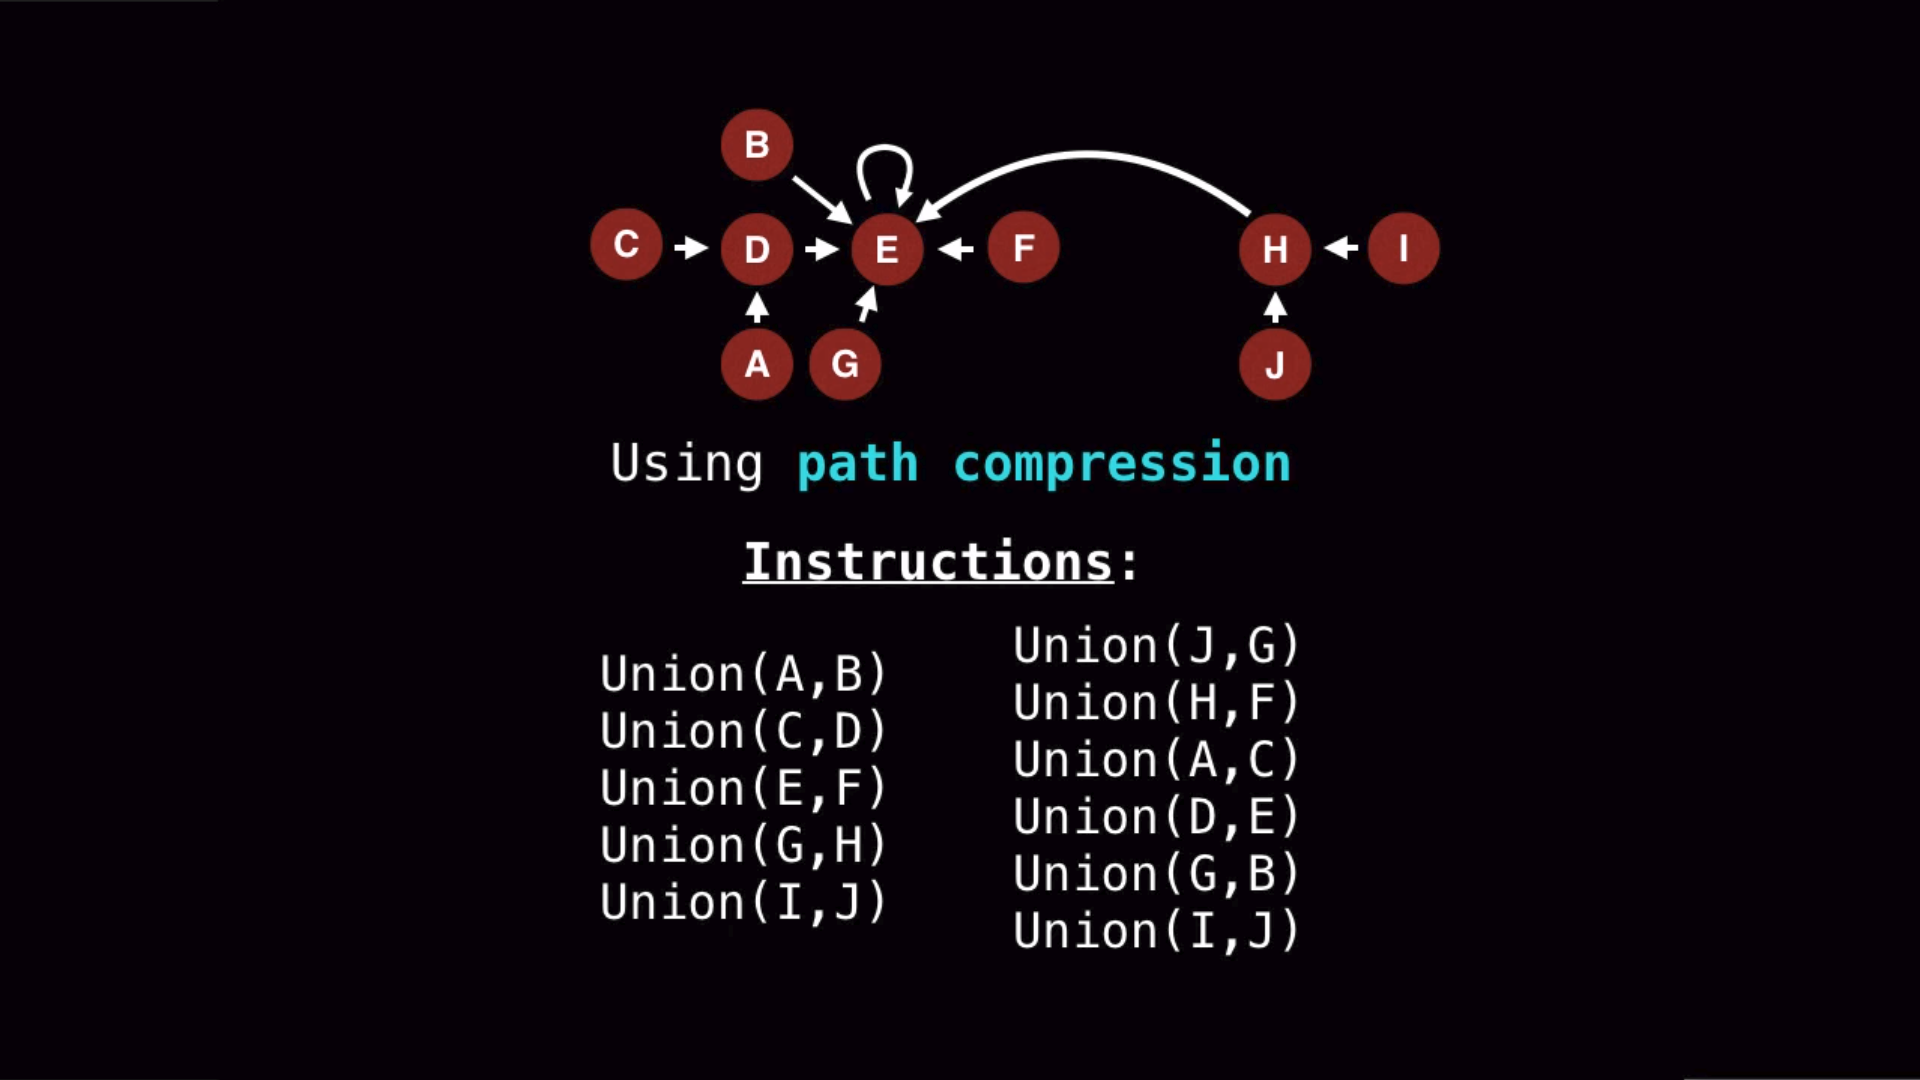 B
C D E F H I
A G J
Using path compression
Instructions:
Union(A,B)
Union(C,D)
Union(E,F)
Union(G,H)
Union(I,J)
Union(J,G)
Union(H,F)
Union(A,C)
Union(D,E)
Union(G,B)
Union(I,J)